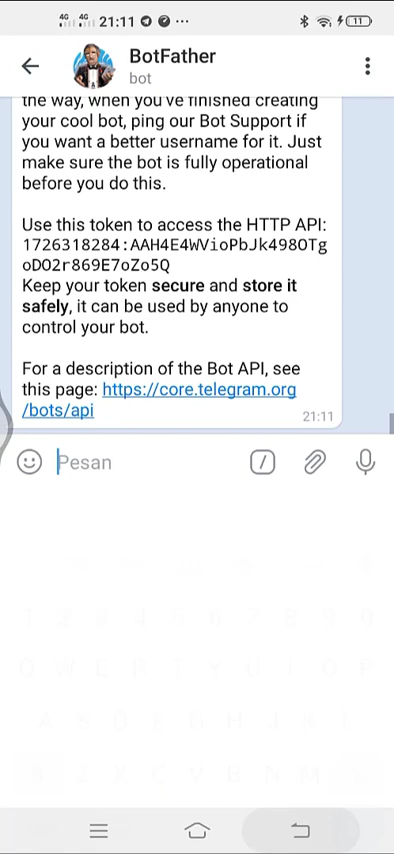 4G 4G 21:11 ... 11
BotFather
bot
the way, when you've finished creating
your cool bot, ping our Bot Support if
you want a better username for it. Just
make sure the bot is fully operational
before you do this.
Use this token to access the HTTP API:
1726318284:AAH4E4WVioPbJk498OTg
oDO2r869E7oZo5Q
Keep your token secure and store it
safely, it can be used by anyone to
control your bot.
For a description of the Bot API, see
this page: https://core.telegram.org
/bots/api
21:11
Pesan